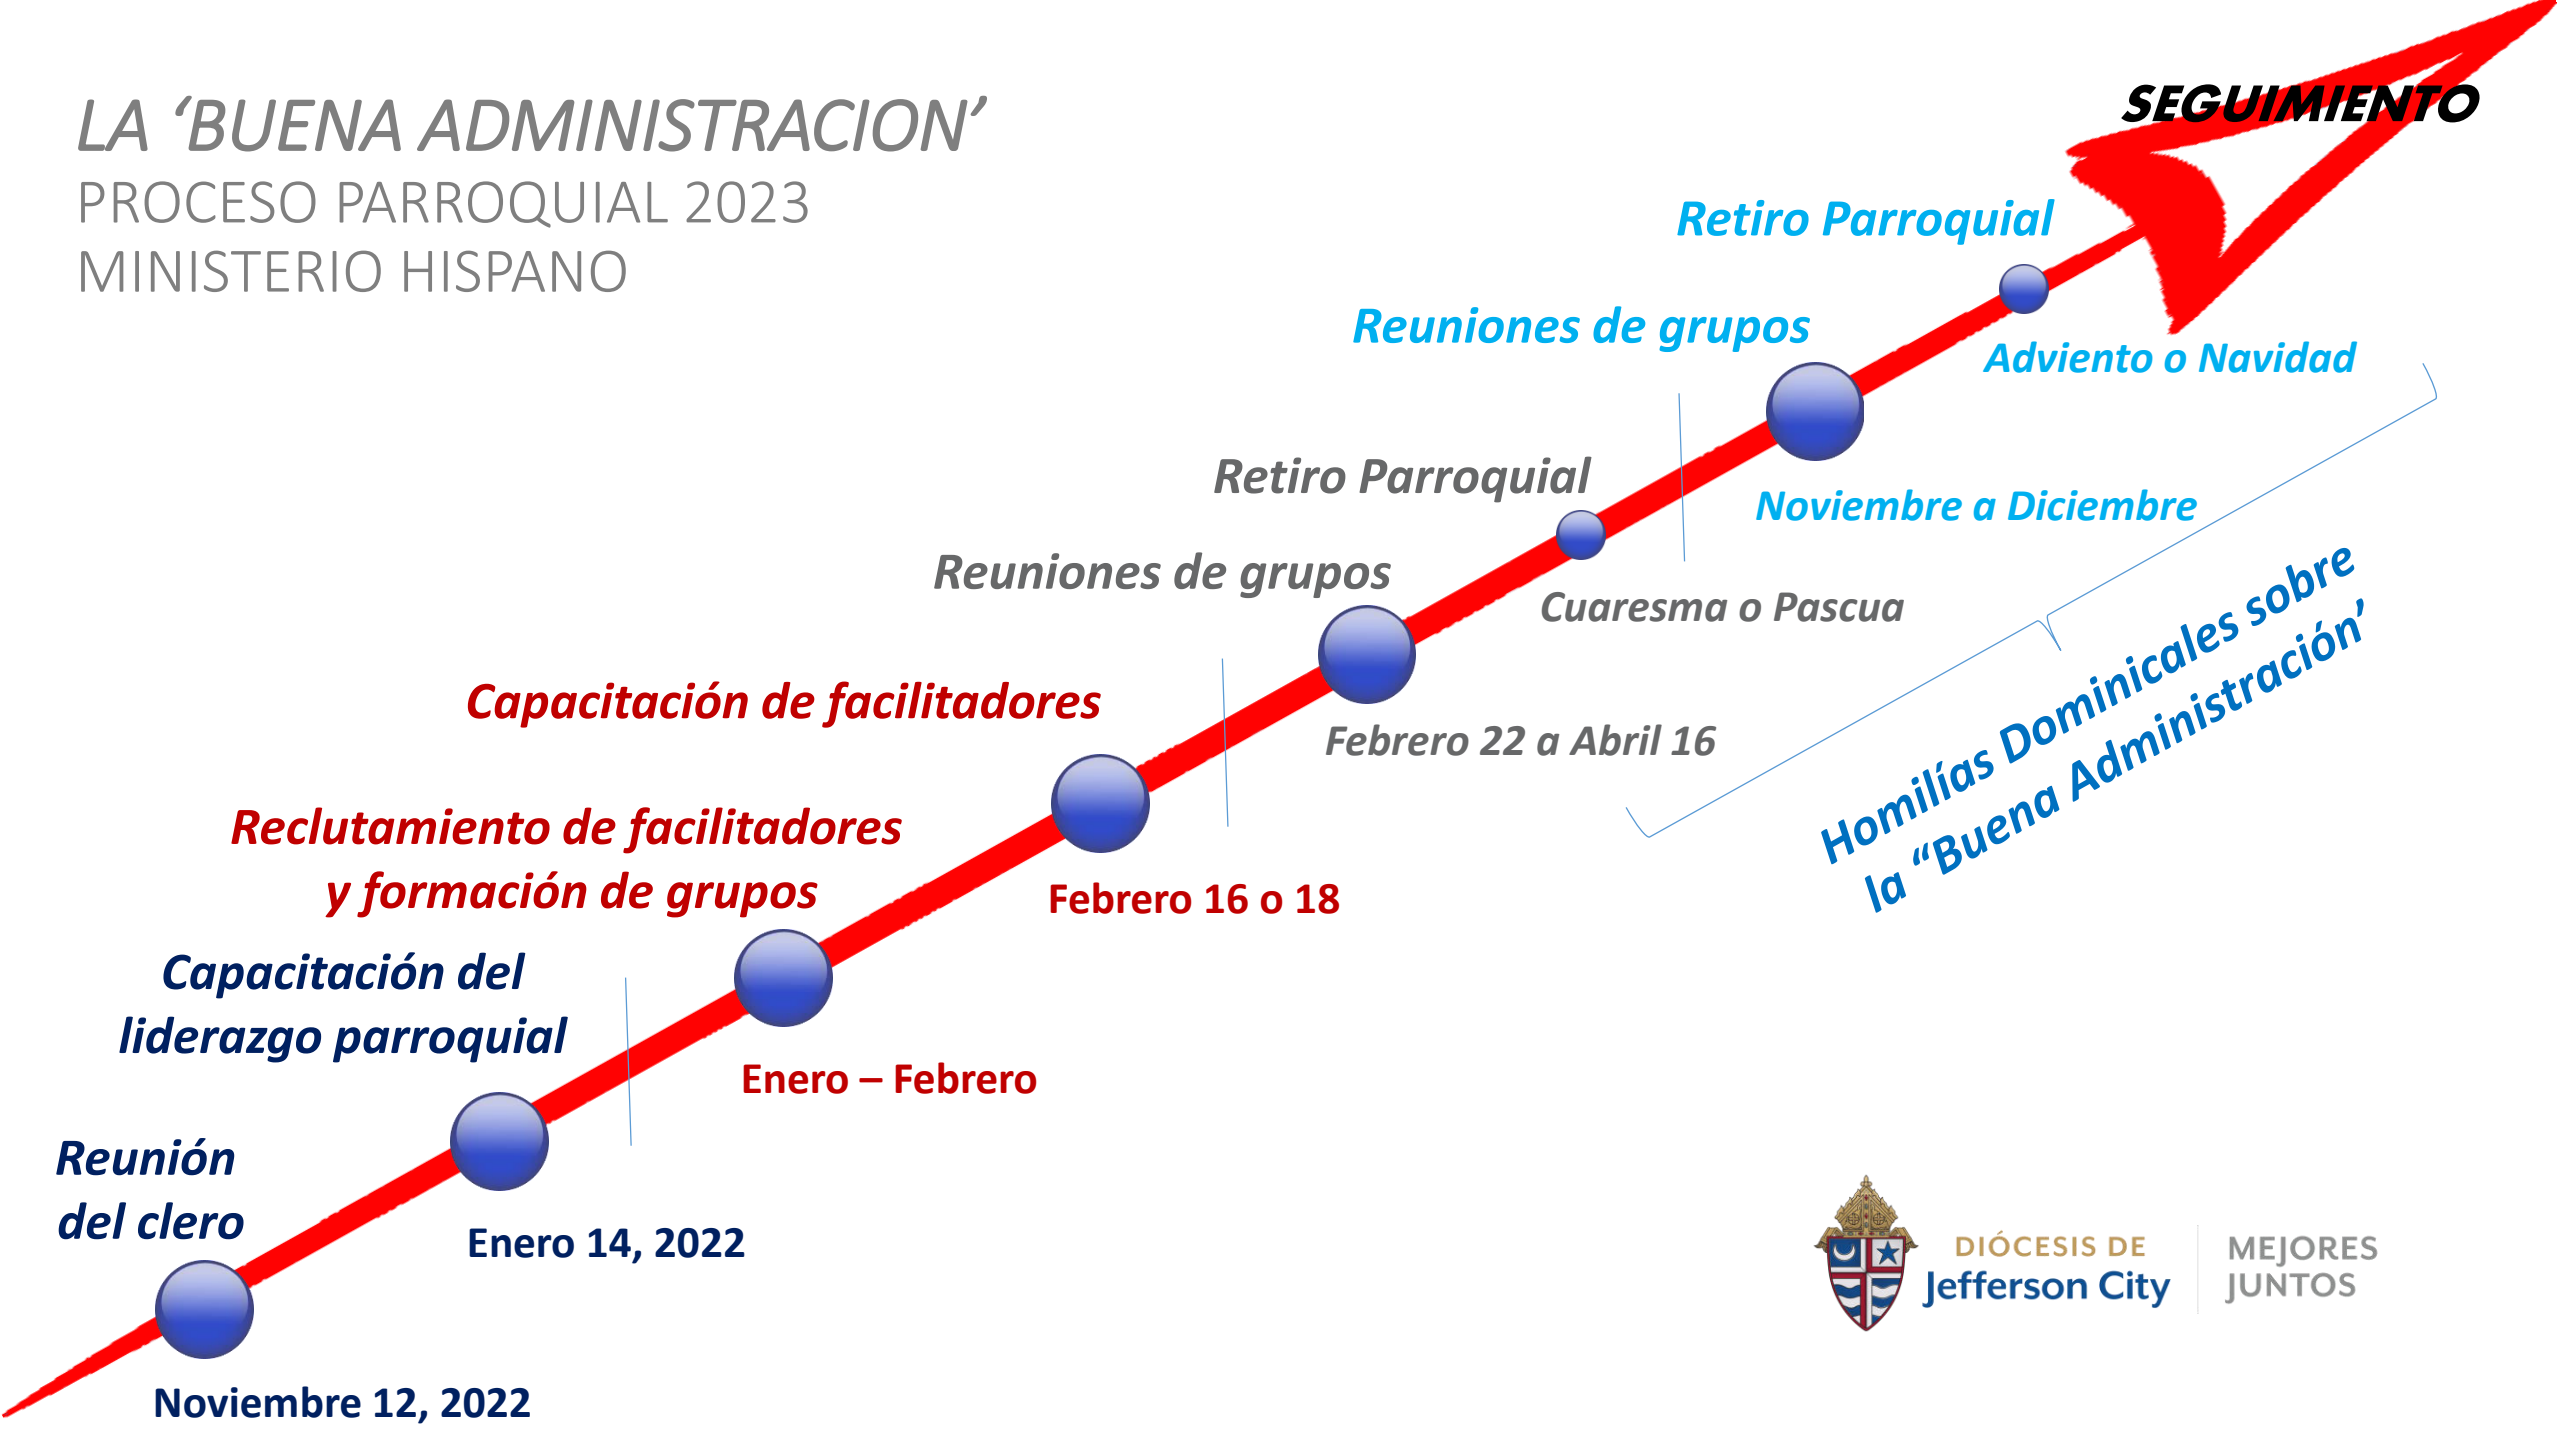 LA ‘BUENA ADMINISTRACION’
PROCESO PARROQUIAL 2023
MINISTERIO HISPANO
SEGUIMIENTO
Retiro Parroquial
Adviento o Navidad
Reuniones de grupos
Noviembre a Diciembre
Retiro Parroquial
Cuaresma o Pascua
Reuniones de grupos
Febrero 22 a Abril 16
Homilías Dominicales sobre
la “Buena Administración’
Capacitación de facilitadores
Febrero 16 o 18
Reclutamiento de facilitadores
y formación de grupos
Enero – Febrero
Capacitación del
liderazgo parroquial
Enero 14, 2022
Reunión
del clero
Noviembre 12, 2022
DIÓCESIS DE
Jefferson City
MEJORES
JUNTOS